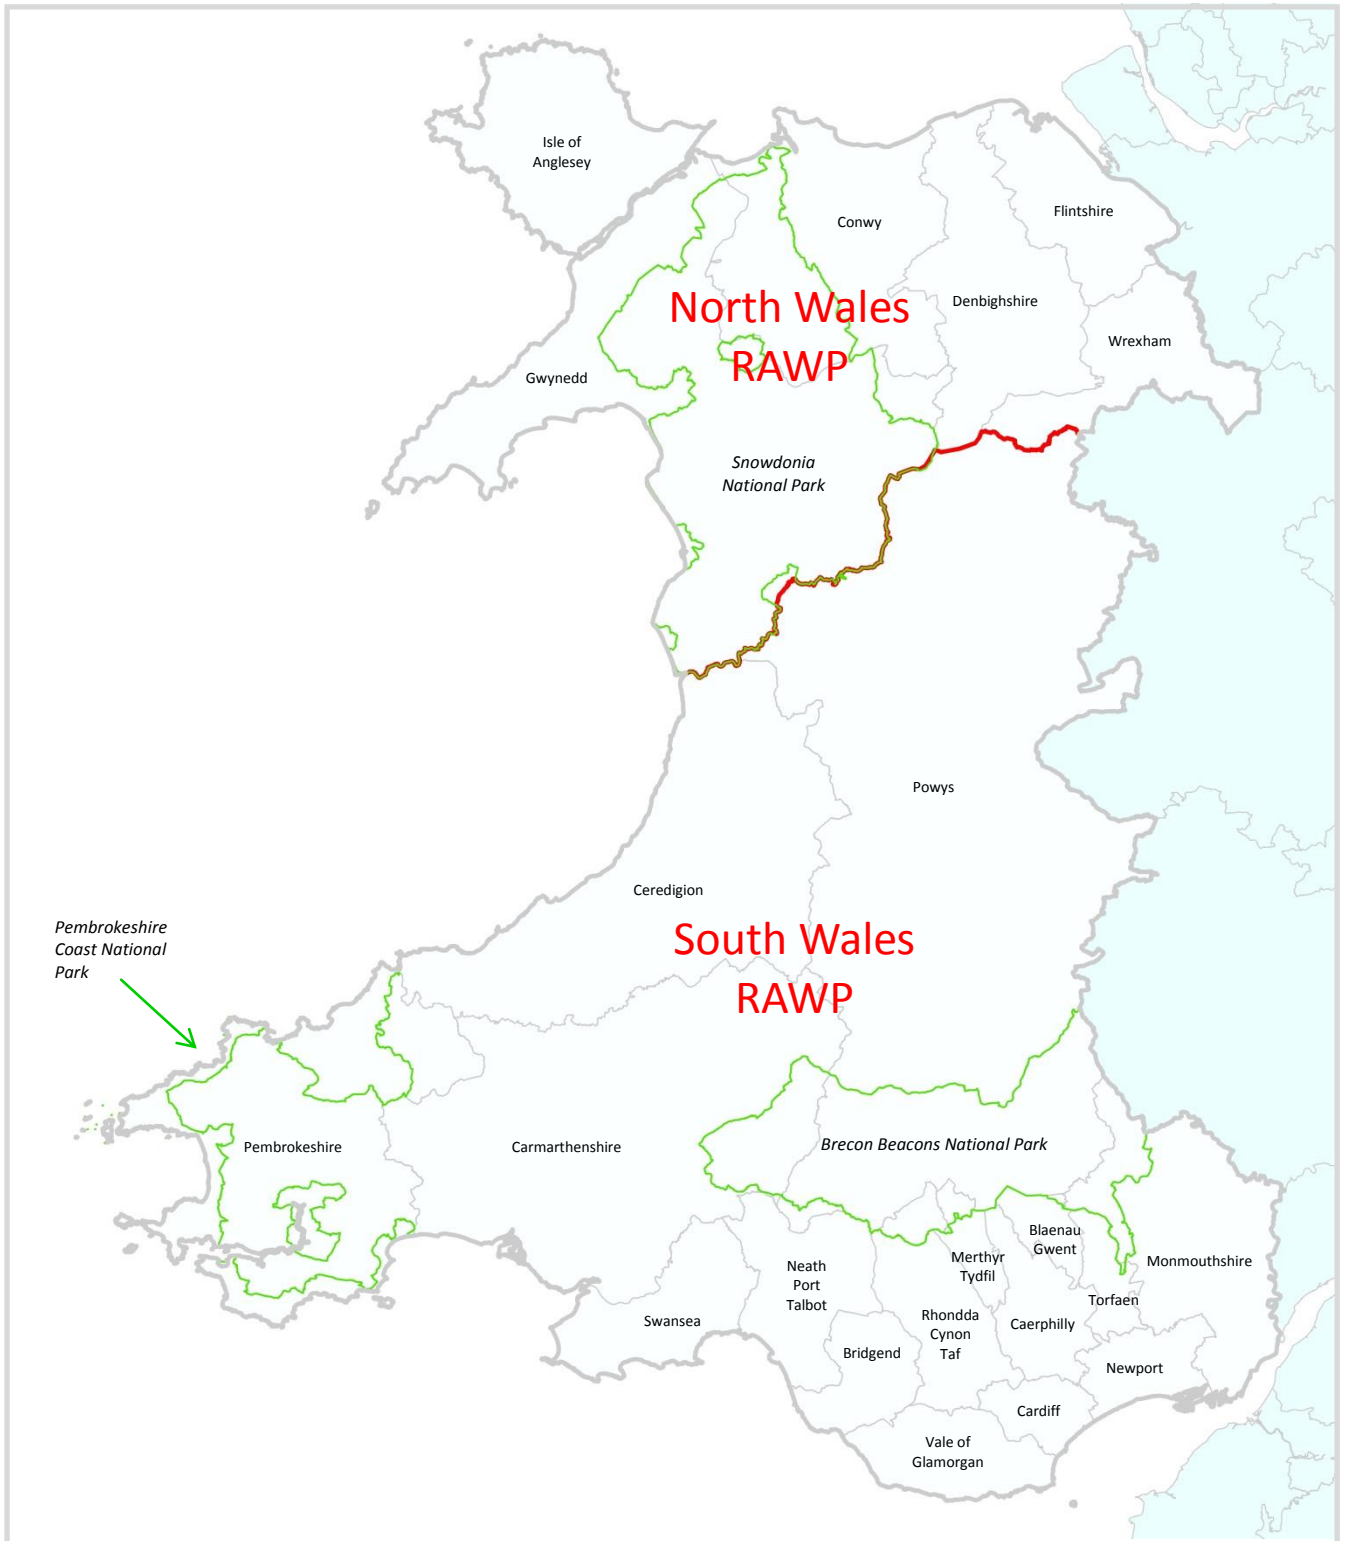 Isle of
Anglesey
Conwy
Flintshire
North Wales
RAWP
Denbighshire
Wrexham
Gwynedd
Snowdonia
National Park
Powys
Ceredigion
South Wales
RAWP
Pembrokeshire
Coast National
Park
Pembrokeshire
Carmarthenshire
Brecon Beacons National Park
Blaenau
Gwent
Merthyr
Tydfil
Monmouthshire
Neath
Port
Talbot
Torfaen
Swansea
Rhondda
Cynon
Taf
Caerphilly
Bridgend
Newport
Cardiff
Vale of
Glamorgan